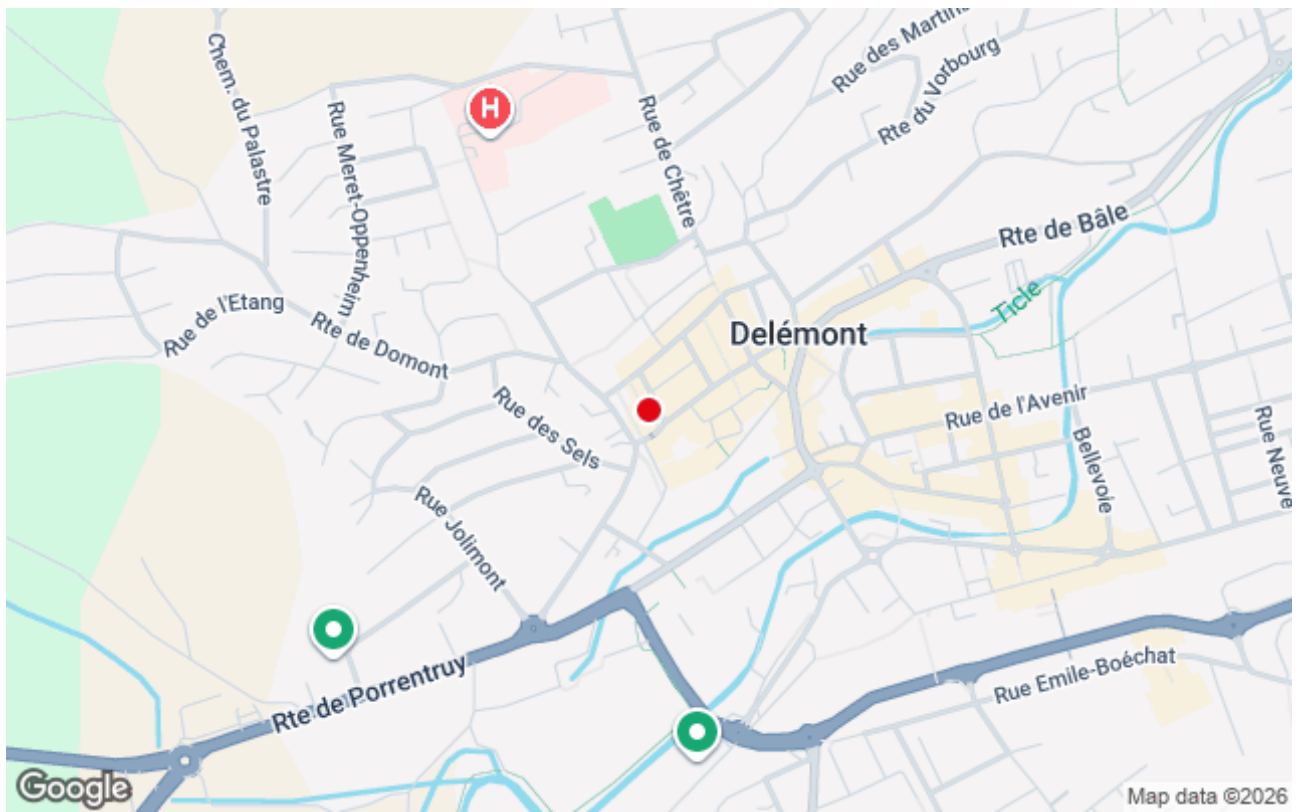 Chem. du Palastre
Rue Meret-Oppenheim
H
Rue de Chêtre
Rue des Martins
Rte du Vorbourg
Rte de Bâle
Ticle
Delémont
Rue de l'Etang
Rte de Domont
Rue des Sels
Rue de l'Avenir
Bellevoie
Rue Neuve
Rue Jolimont
Rte de Porrentruy
Rue Emile-Boéchat
Google
Map data ©2026